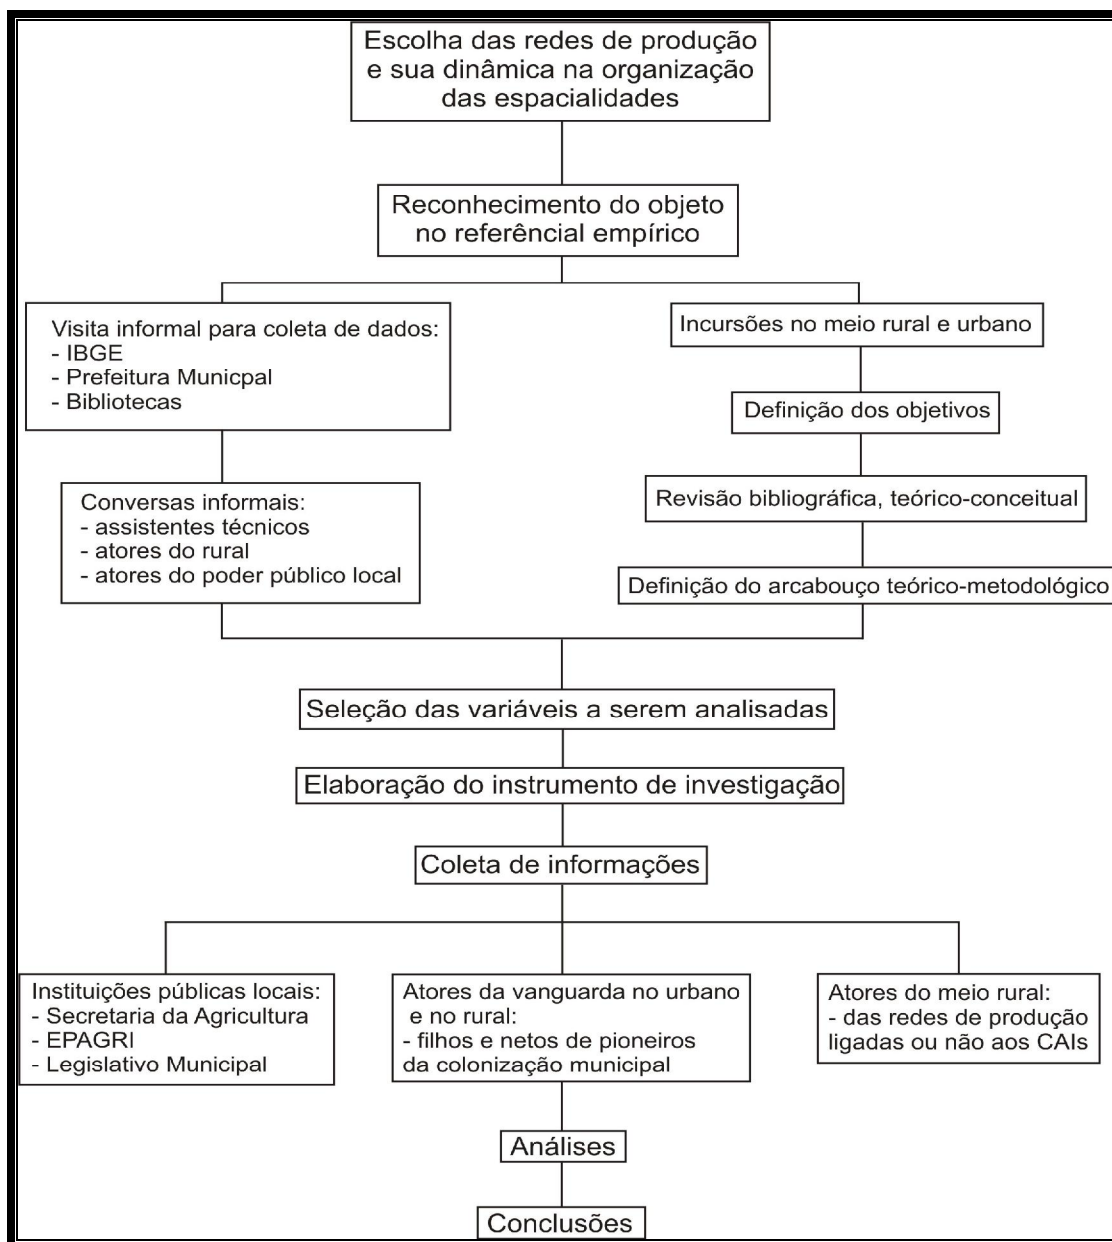 Escolha das redes de produção
e sua dinâmica na organização
das espacialidades
Reconhecimento do objeto
no referêncial empírico
Visita informal para coleta de dados:
- IBGE
- Prefeitura Municpal
- Bibliotecas
Conversas informais:
- assistentes técnicos
- atores do rural
- atores do poder público local
Incursões no meio rural e urbano
Definição dos objetivos
Revisão bibliográfica, teórico-conceitual
Definição do arcabouço teórico-metodológico
Seleção das variáveis a serem analisadas
Elaboração do instrumento de investigação
Coleta de informações
Instituições públicas locais:
- Secretaria da Agricultura
- EPAGRI
- Legislativo Municipal
Atores da vanguarda no urbano
e no rural:
- filhos e netos de pioneiros
da colonização municipal
Atores do meio rural:
- das redes de produção
ligadas ou não aos CAIs
Análises
Conclusões